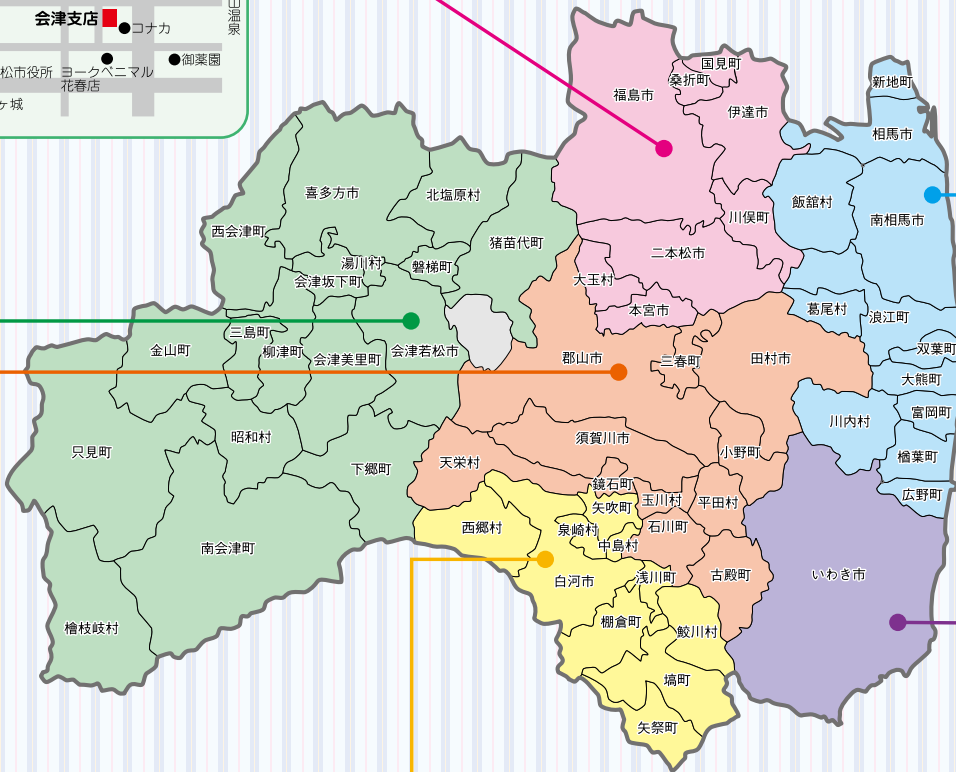 会津支店
コナカ
山温泉
御薬園
松市役所
ヨークベニマル
花春店
ケ城
福島市
桑折町
国見町
伊達市
川俣町
二本松市
大玉村
本宮市
新地町
相馬市
飯舘村
南相馬市
葛尾村
浪江町
双葉町
大熊町
富岡町
川内村
楢葉町
広野町
喜多方市
北塩原村
西会津町
猪苗代町
湯川村
磐梯町
会津坂下町
三島町
金山町
柳津町
会津美里町
会津若松市
只見町
昭和村
下郷町
南会津町
檜枝岐村
郡山市
三春町
田村市
須賀川市
小野町
天栄村
鏡石町
玉川村
平田村
石川町
古殿町
西郷村
矢吹町
泉崎村
中島村
白河市
浅川町
棚倉町
鮫川村
塙町
矢祭町
いわき市